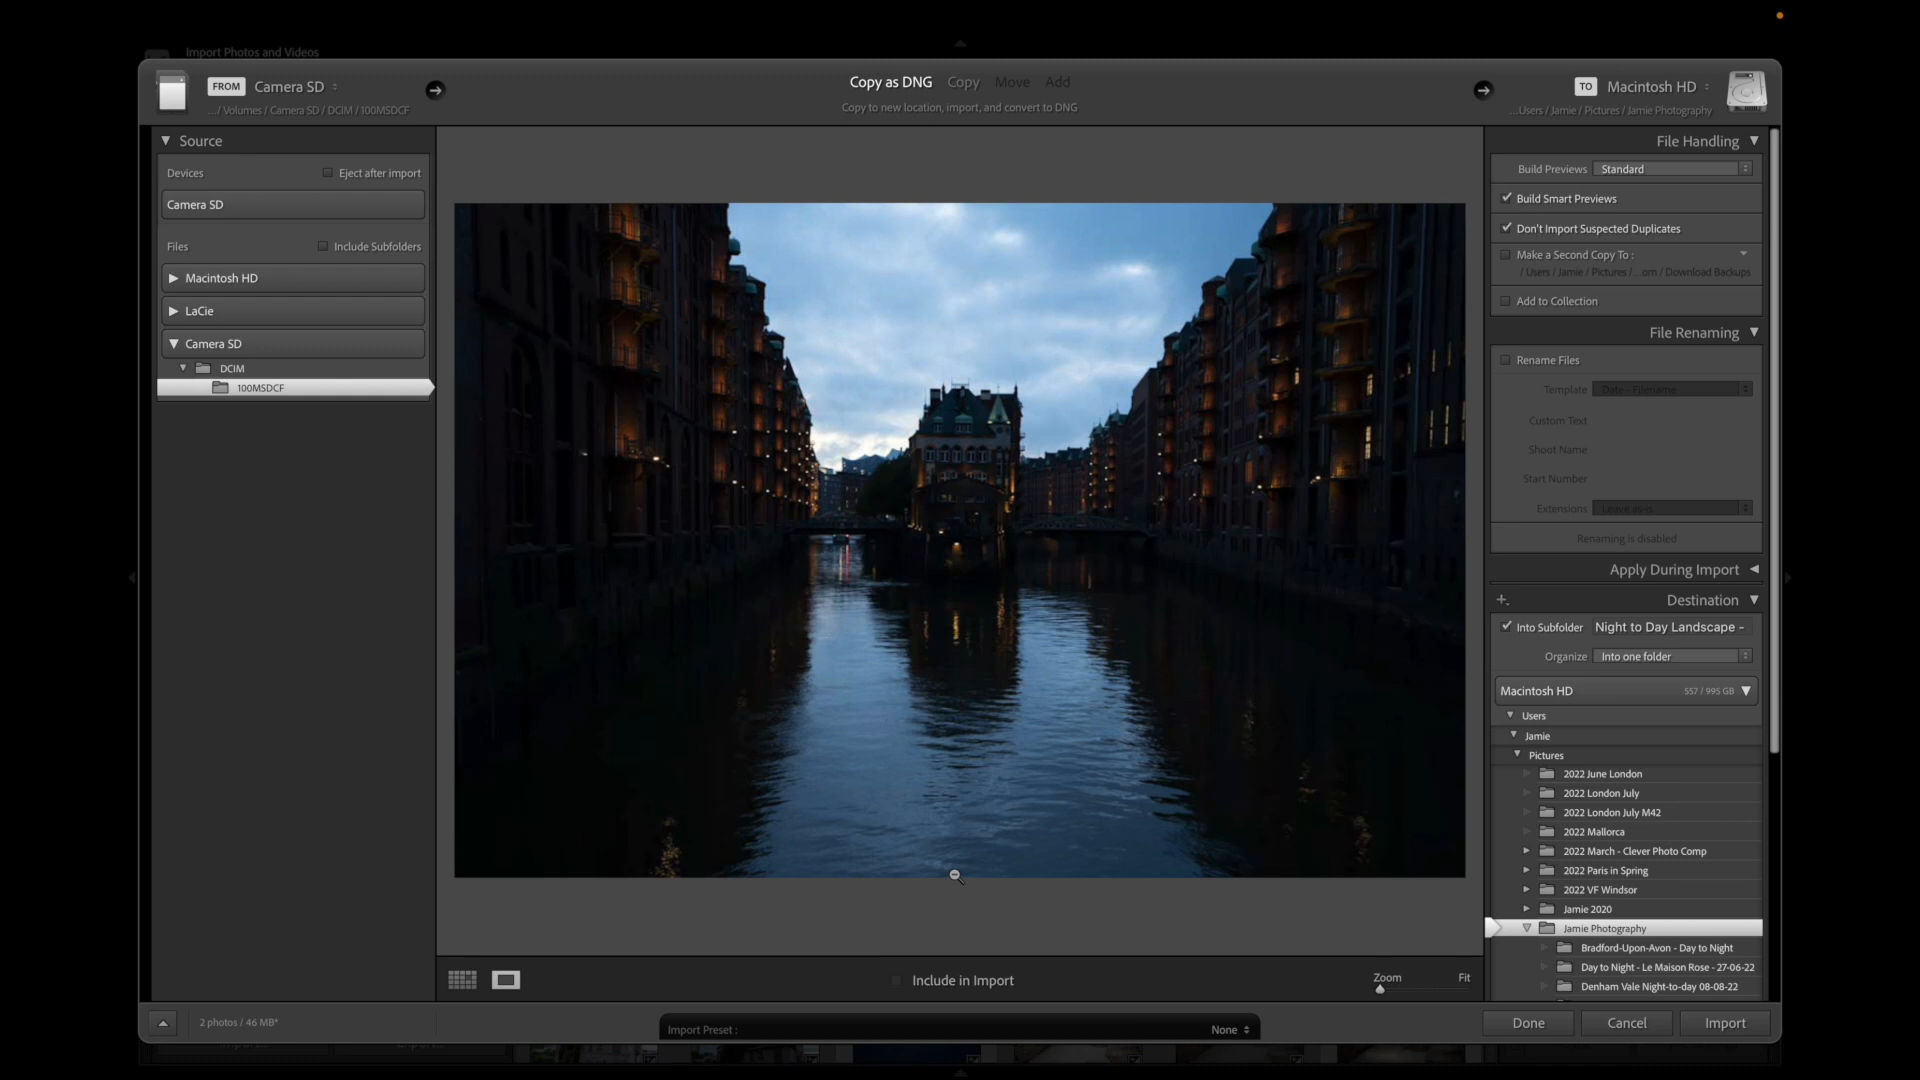 Import Photos and Videos
FROM Camera SD
.../ Volumes / Camera SD / DCIM / 100MSDCF
Copy as DNG Copy Move Add
Copy to new location, import, and convert to DNG
TO Macintosh HD
...Users / Jamie / Pictures / Jamie Photography
Source
Devices Eject after import
Camera SD
Files Include Subfolders
Macintosh HD
LaCie
Camera SD
DCIM
100MSDCF
File Handling
Build Previews Standard
Build Smart Previews
Don't Import Suspected Duplicates
Make a Second Copy To :
/ Users / Jamie / Pictures /...om / Download Backups
Add to Collection
File Renaming
Rename Files
Template Date - Filename
Custom Text
Shoot Name
Start Number
Extensions Leave as-is
Renaming is disabled
Apply During Import
Destination
Into Subfolder Night to Day Landscape -
Organize Into one folder
Macintosh HD 557 / 995 GB
Users
Jamie
Pictures
2022 June London
2022 London July
2022 London July M42
2022 Mallorca
2022 March - Clever Photo Comp
2022 Paris in Spring
2022 VF Windsor
Jamie 2020
Jamie Photography
Bradford-Upon-Avon - Day to Night
Day to Night - Le Maison Rose - 27-06-22
Denham Vale Night-to-day 08-08-22
Include in Import
Zoom Fit
2 photos / 46 MB*
Import Preset : None
Done Cancel Import